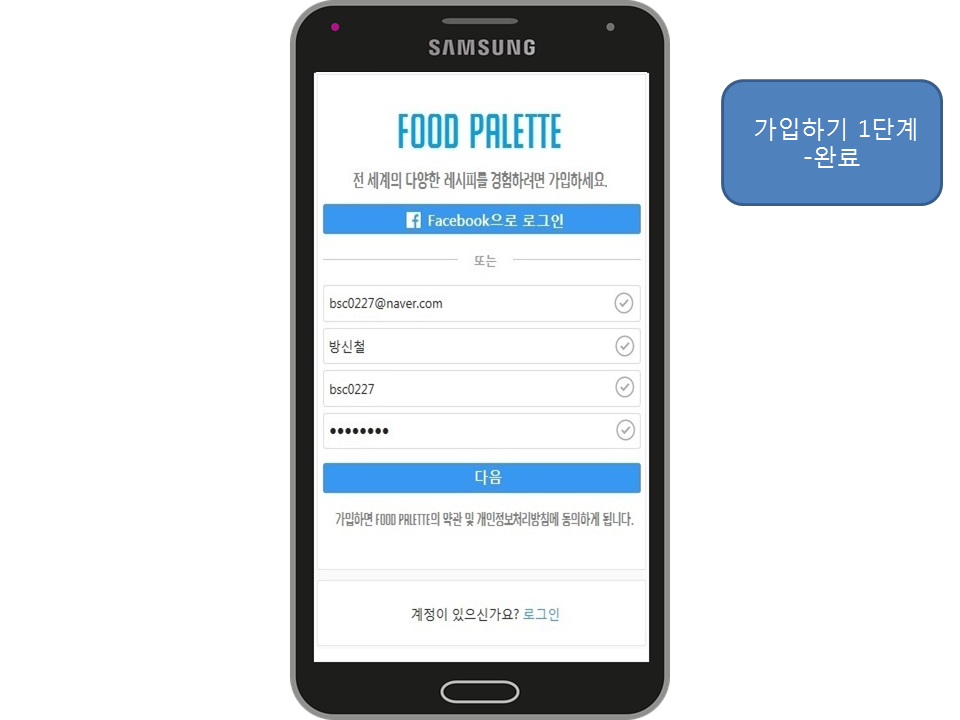 SAMSUNG
FOOD PALETTE
전 세계의 다양한 레시피를 경험하려면 가입하세요.
Facebook으로 로그인
또는
bsc0227@naver.com
방신철
bsc0227
••••••••
다음
가입하면 FOOD PALETTE의 약관 및 개인정보처리방침에 동의하게 됩니다.
계정이 있으신가요? 로그인
가입하기 1단계
-완료